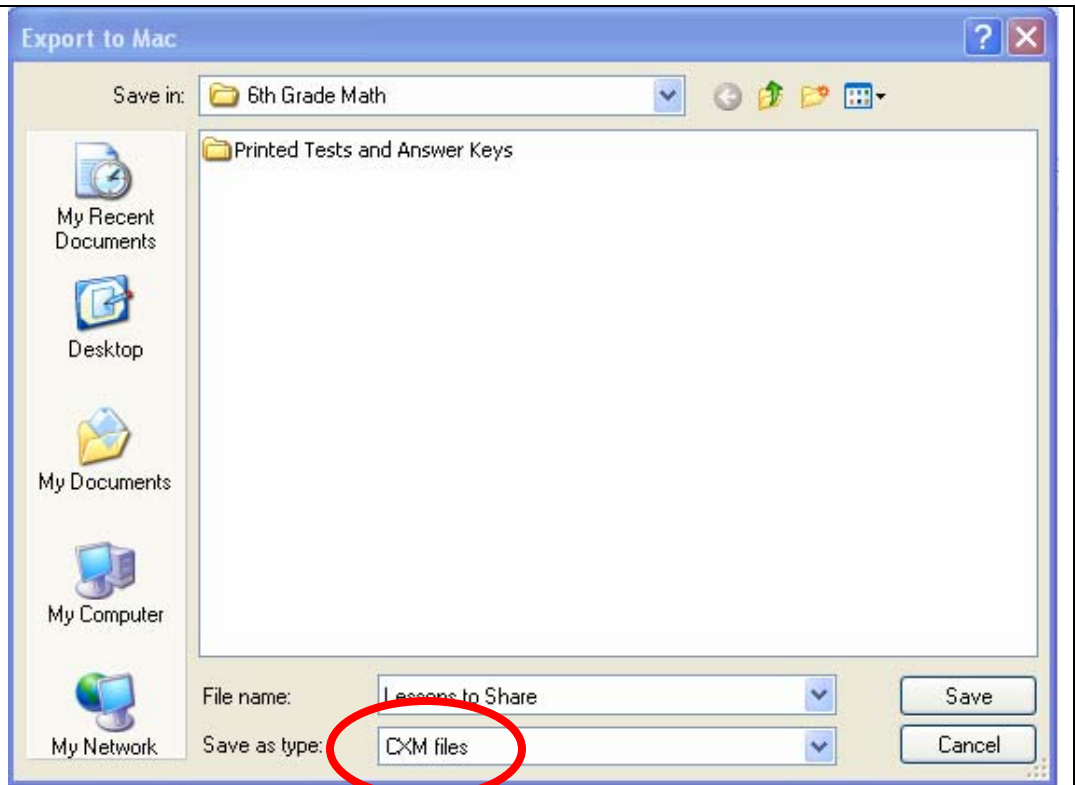 Export to Mac
Save in: 6th Grade Math
Printed Tests and Answer Keys
My Recent
Documents
Desktop
My Documents
My Computer
My Network
File name: Lessons to Share Save
Save as type: CXM files Cancel